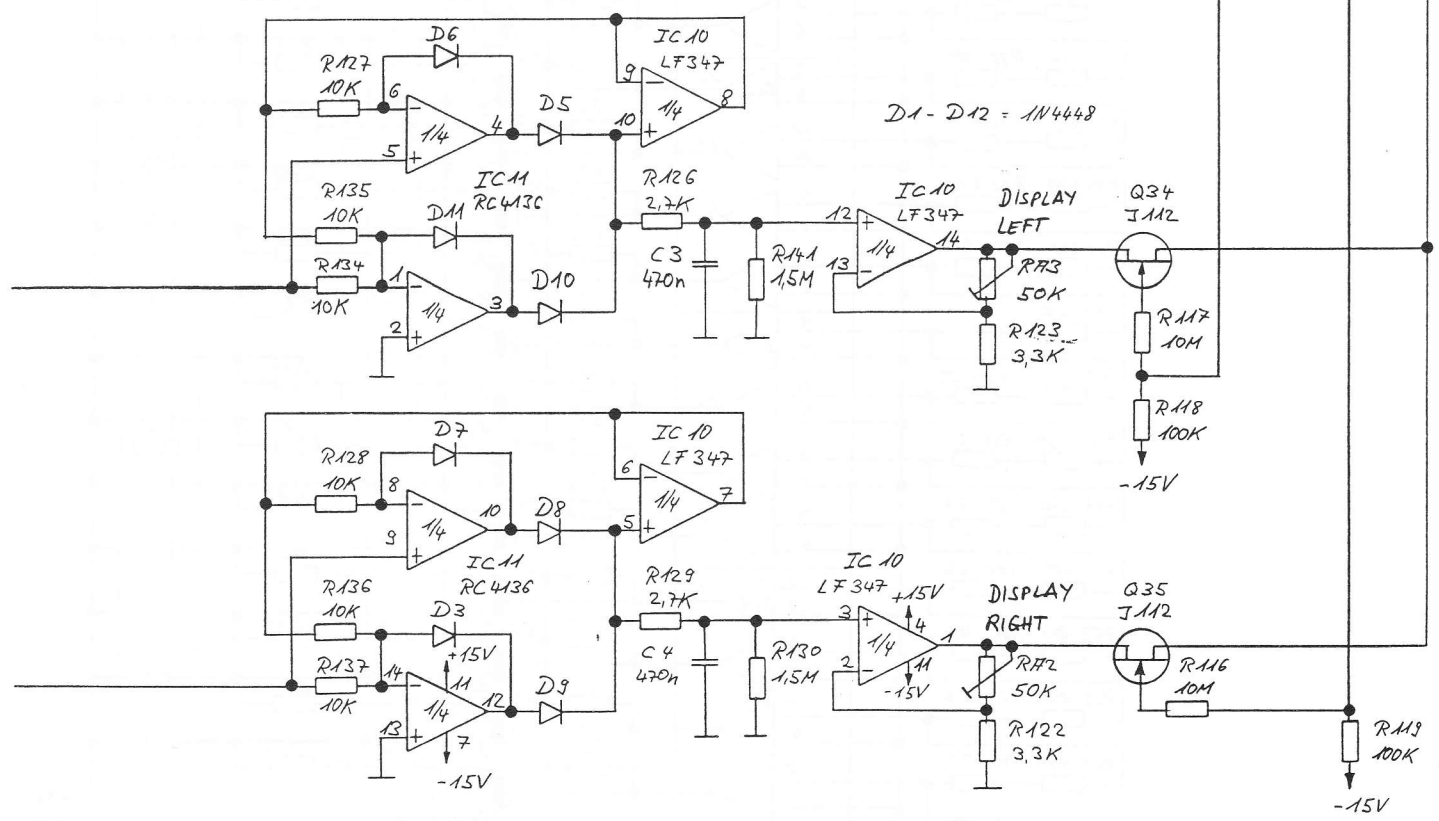 D6
IC10
LF347
R127
10K
6
-
9
-
8
1/4
1/4
4
D5
10
+
5
+
D1 - D12 = 1N4448
IC11
RC4136
R135
10K
D11
R126
2,7K
IC10
LF347
DISPLAY
LEFT
Q34
J112
12
+
1/4
14
R134
10K
1
-
1/4
3
D10
C3
470n
R141
1,5M
13
-
RA3
50K
2
+
R123
3,3K
R117
10M
R118
100K
-15V
D7
IC10
LF347
R128
10K
8
-
6
-
7
1/4
1/4
10
D8
5
+
9
+
IC11
RC4136
R136
10K
D3
+15V
R129
2,7K
IC10
LF347
+15V
DISPLAY
RIGHT
Q35
J112
3
+
4
1/4
1
R137
10K
14
-
11
1/4
12
D9
C4
470n
R130
1,5M
2
-
11
-15V
RA2
50K
R116
10M
13
+
7
-15V
R122
3,3K
R119
100K
-15V